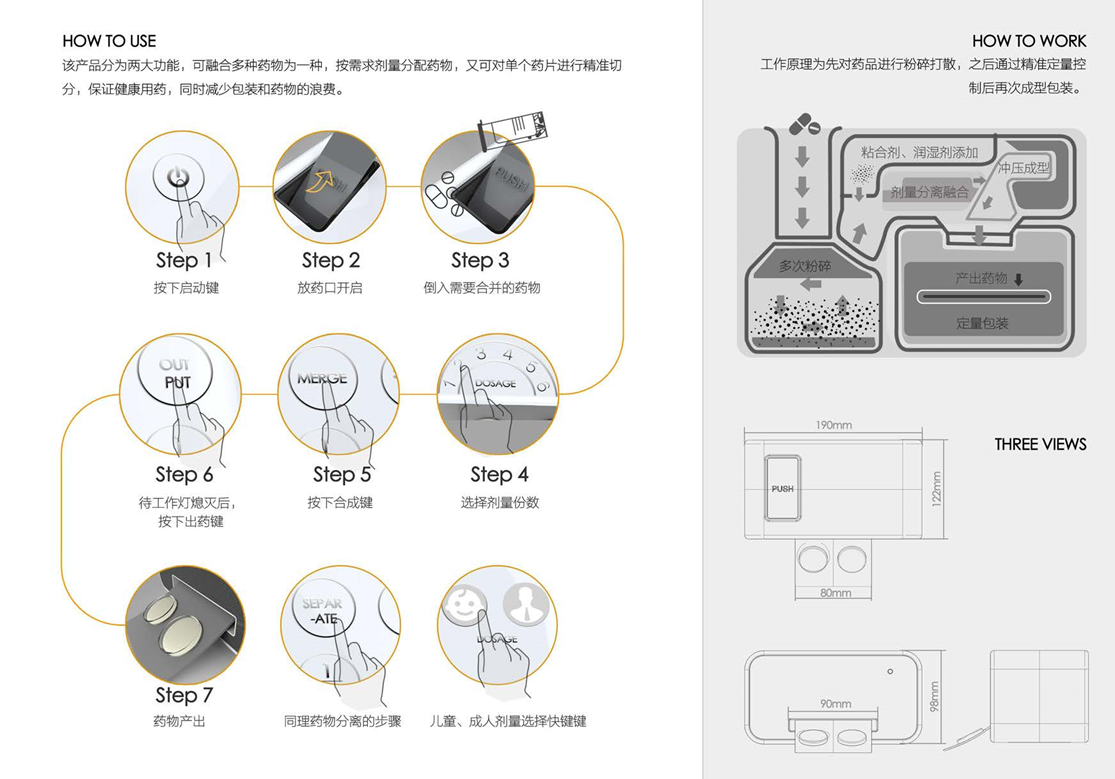 HOW TO USE
该产品分为两大功能，可融合多种药物为一种，按需求剂量分配药物，又可对单个药片进行精准切
分，保证健康用药，同时减少包装和药物的浪费。
PUSH
PUSH
Step 1
按下启动键
Step 2
放药口开启
Step 3
倒入需要合并的药物
OUT
PUT
MERGE
2 3 4 5 6
DOSAGE
Step 6
待工作灯熄灭后，
按下出药键
Step 5
按下合成键
Step 4
选择剂量份数
SEPAR
-ATE
1
DOSAGE
Step 7
药物产出
同理药物分离的步骤
儿童、成人剂量选择快键键
HOW TO WORK
工作原理为先对药品进行粉碎打散，之后通过精准定量控
制后再次成型包装。
粘合剂、润湿剂添加
冲压成型
剂量分离融合
多次粉碎
产出药物
定量包装
THREE VIEWS
190mm
PUSH
122mm
80mm
90mm
98mm